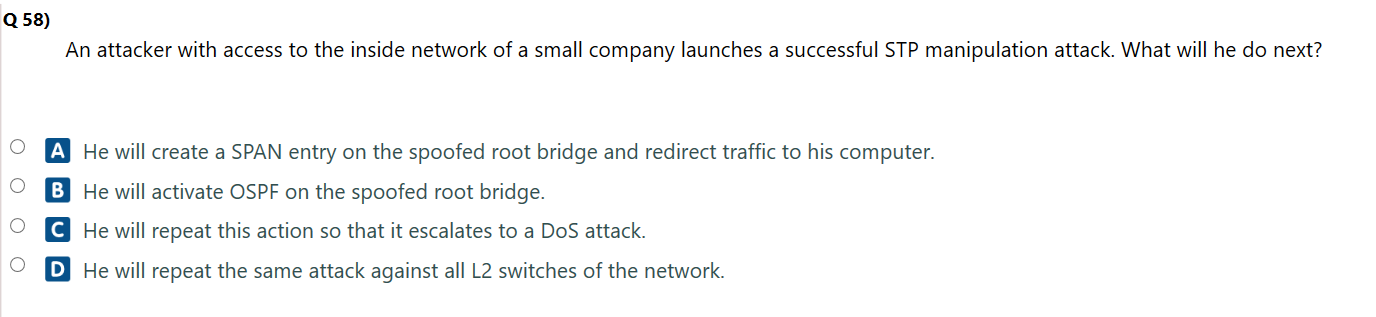 Q 58)
An attacker with access to the inside network of a small company launches a successful STP manipulation attack. What will he do next?
A He will create a SPAN entry on the spoofed root bridge and redirect traffic to his computer.
B He will activate OSPF on the spoofed root bridge.
C He will repeat this action so that it escalates to a DoS attack.
D He will repeat the same attack against all L2 switches of the network.